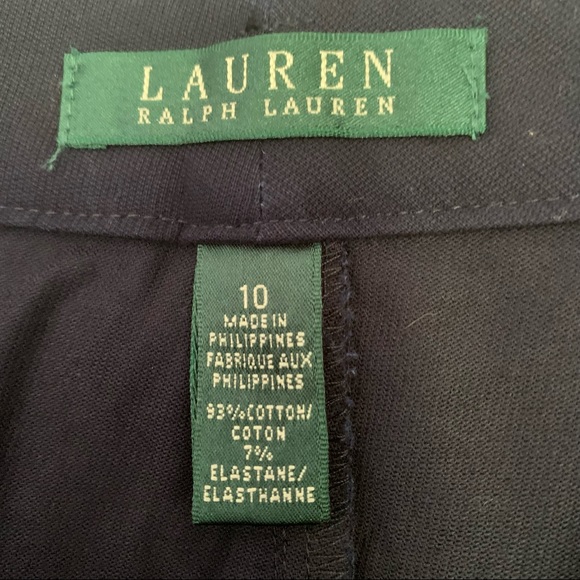 LAUREN
RALPH LAUREN
10
MADE IN
PHILIPPINES
FABRIQUE AUX
PHILIPPINES
93%COTTON/
COTON
7%
ELASTANE/
ELASTHANNE